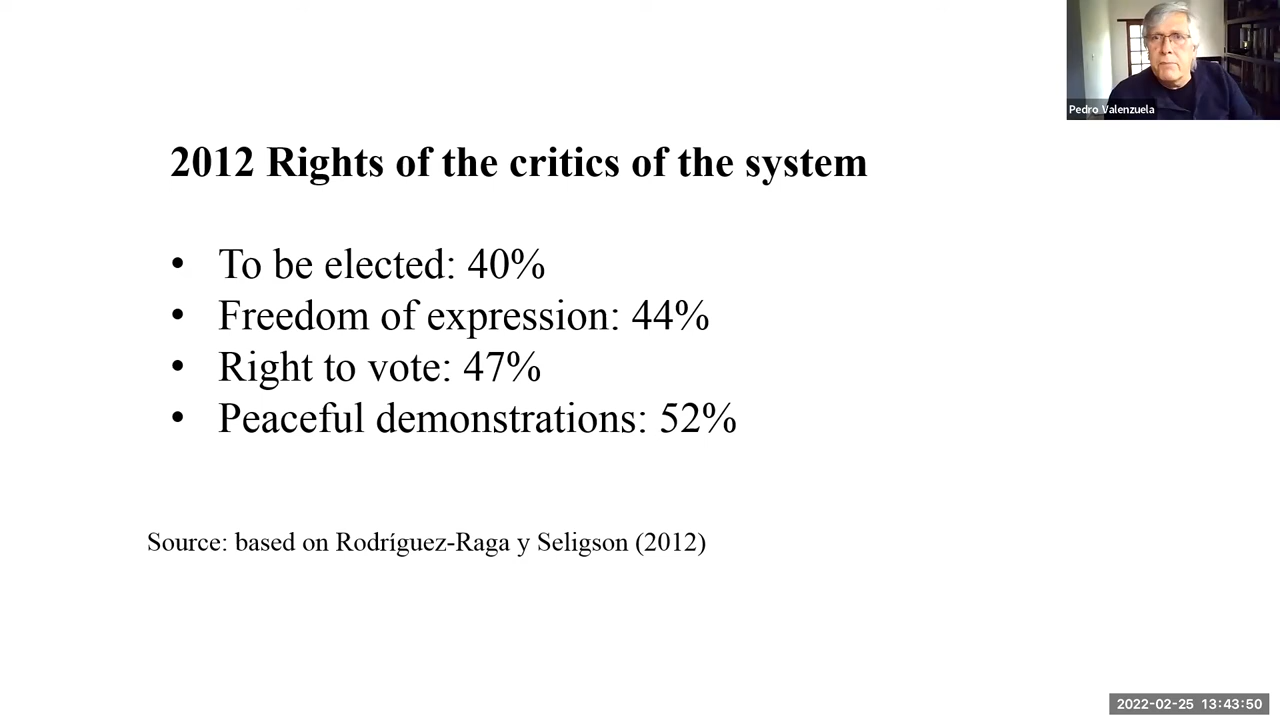 Pedro Valenzuela
2012 Rights of the critics of the system
• To be elected: 40%
• Freedom of expression: 44%
• Right to vote: 47%
• Peaceful demonstrations: 52%
Source: based on Rodríguez-Raga y Seligson (2012)
2022-02-25 13:43:50